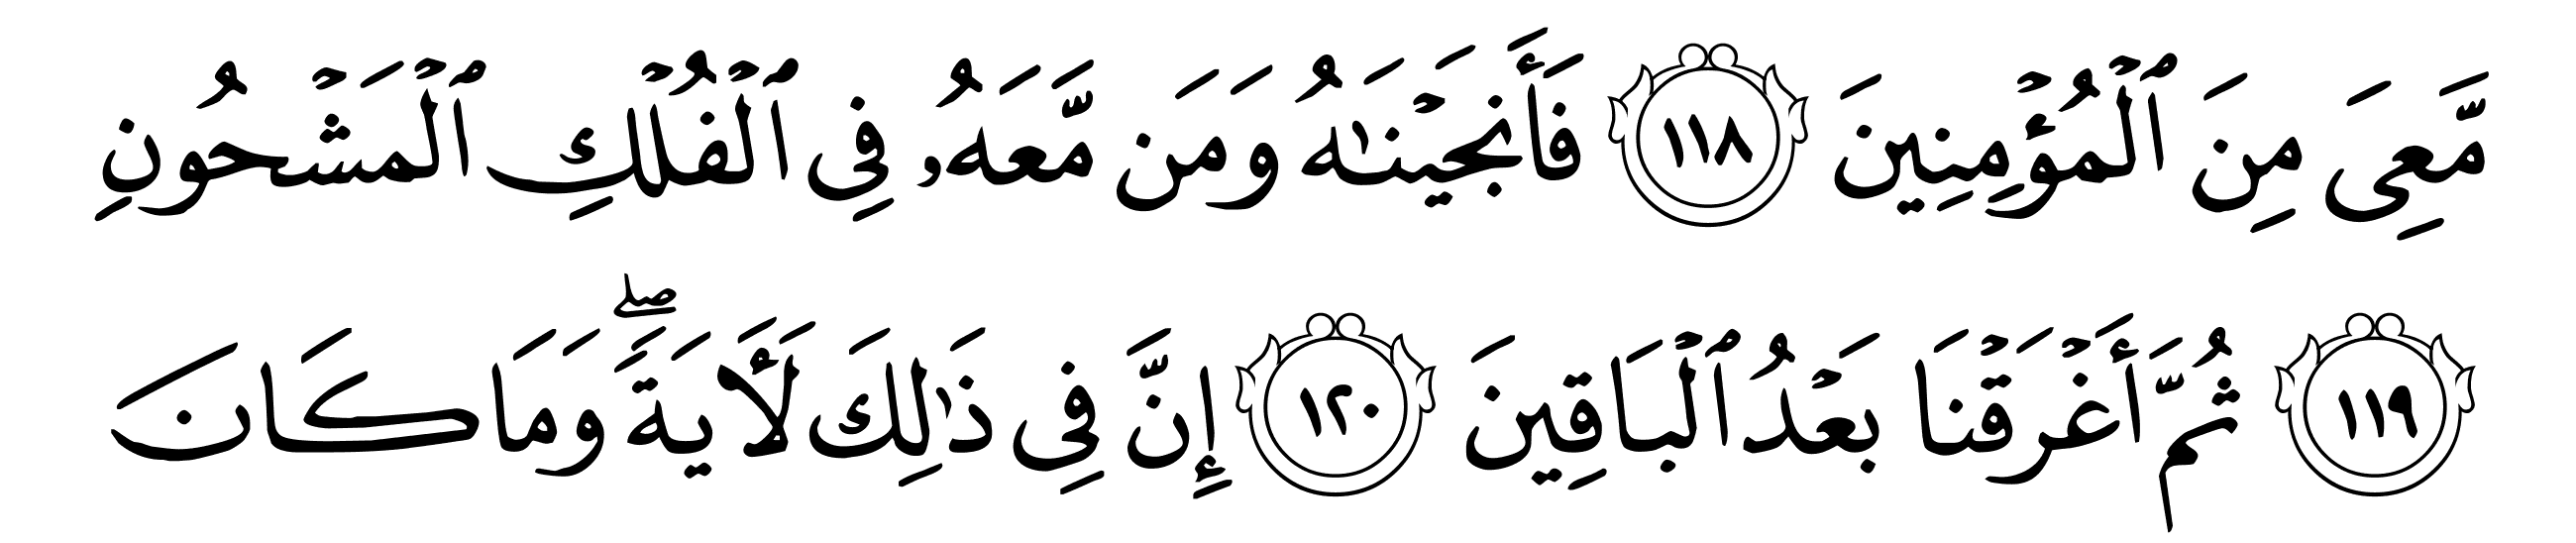 مَّعِىَ مِنَ ٱلْمُؤْمِنِينَ ١١٨ فَأَنجَيْنَٰهُ وَمَن مَّعَهُۥ فِى ٱلْفُلْكِ ٱلْمَشْحُونِ
١١٩ ثُمَّ أَغْرَقْنَا بَعْدُ ٱلْبَاقِينَ ١٢٠ إِنَّ فِى ذَٰلِكَ لَأَيَةًۖ وَمَا كَانَ